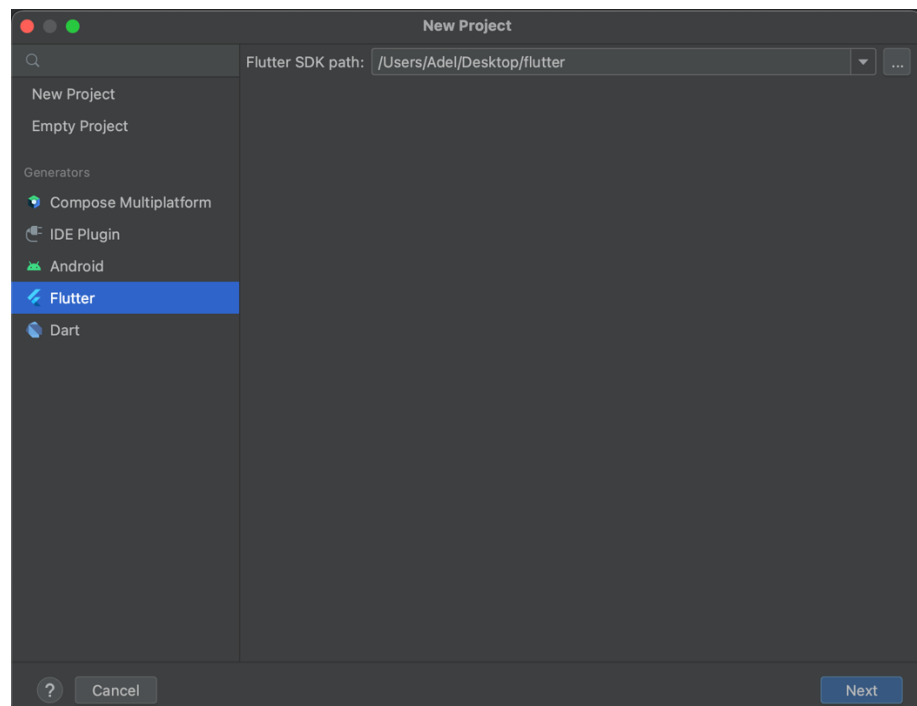 New Project
Flutter SDK path: /Users/Adel/Desktop/flutter ...
New Project
Empty Project
Generators
Compose Multiplatform
IDE Plugin
Android
Flutter
Dart
? Cancel Next